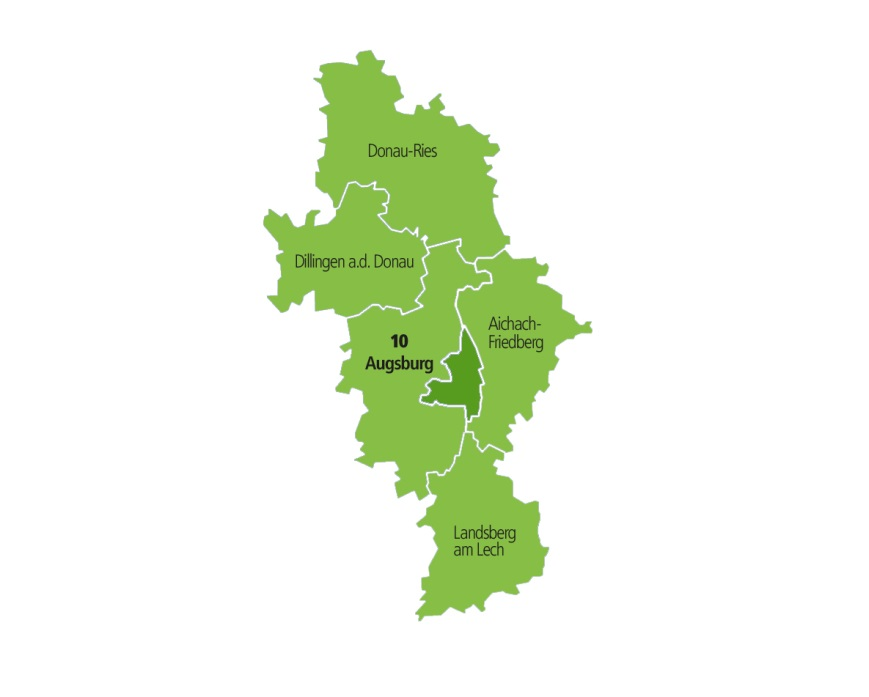 Donau-Ries
Dillingen a.d. Donau
Aichach-
Friedberg
10
Augsburg
Landsberg
am Lech